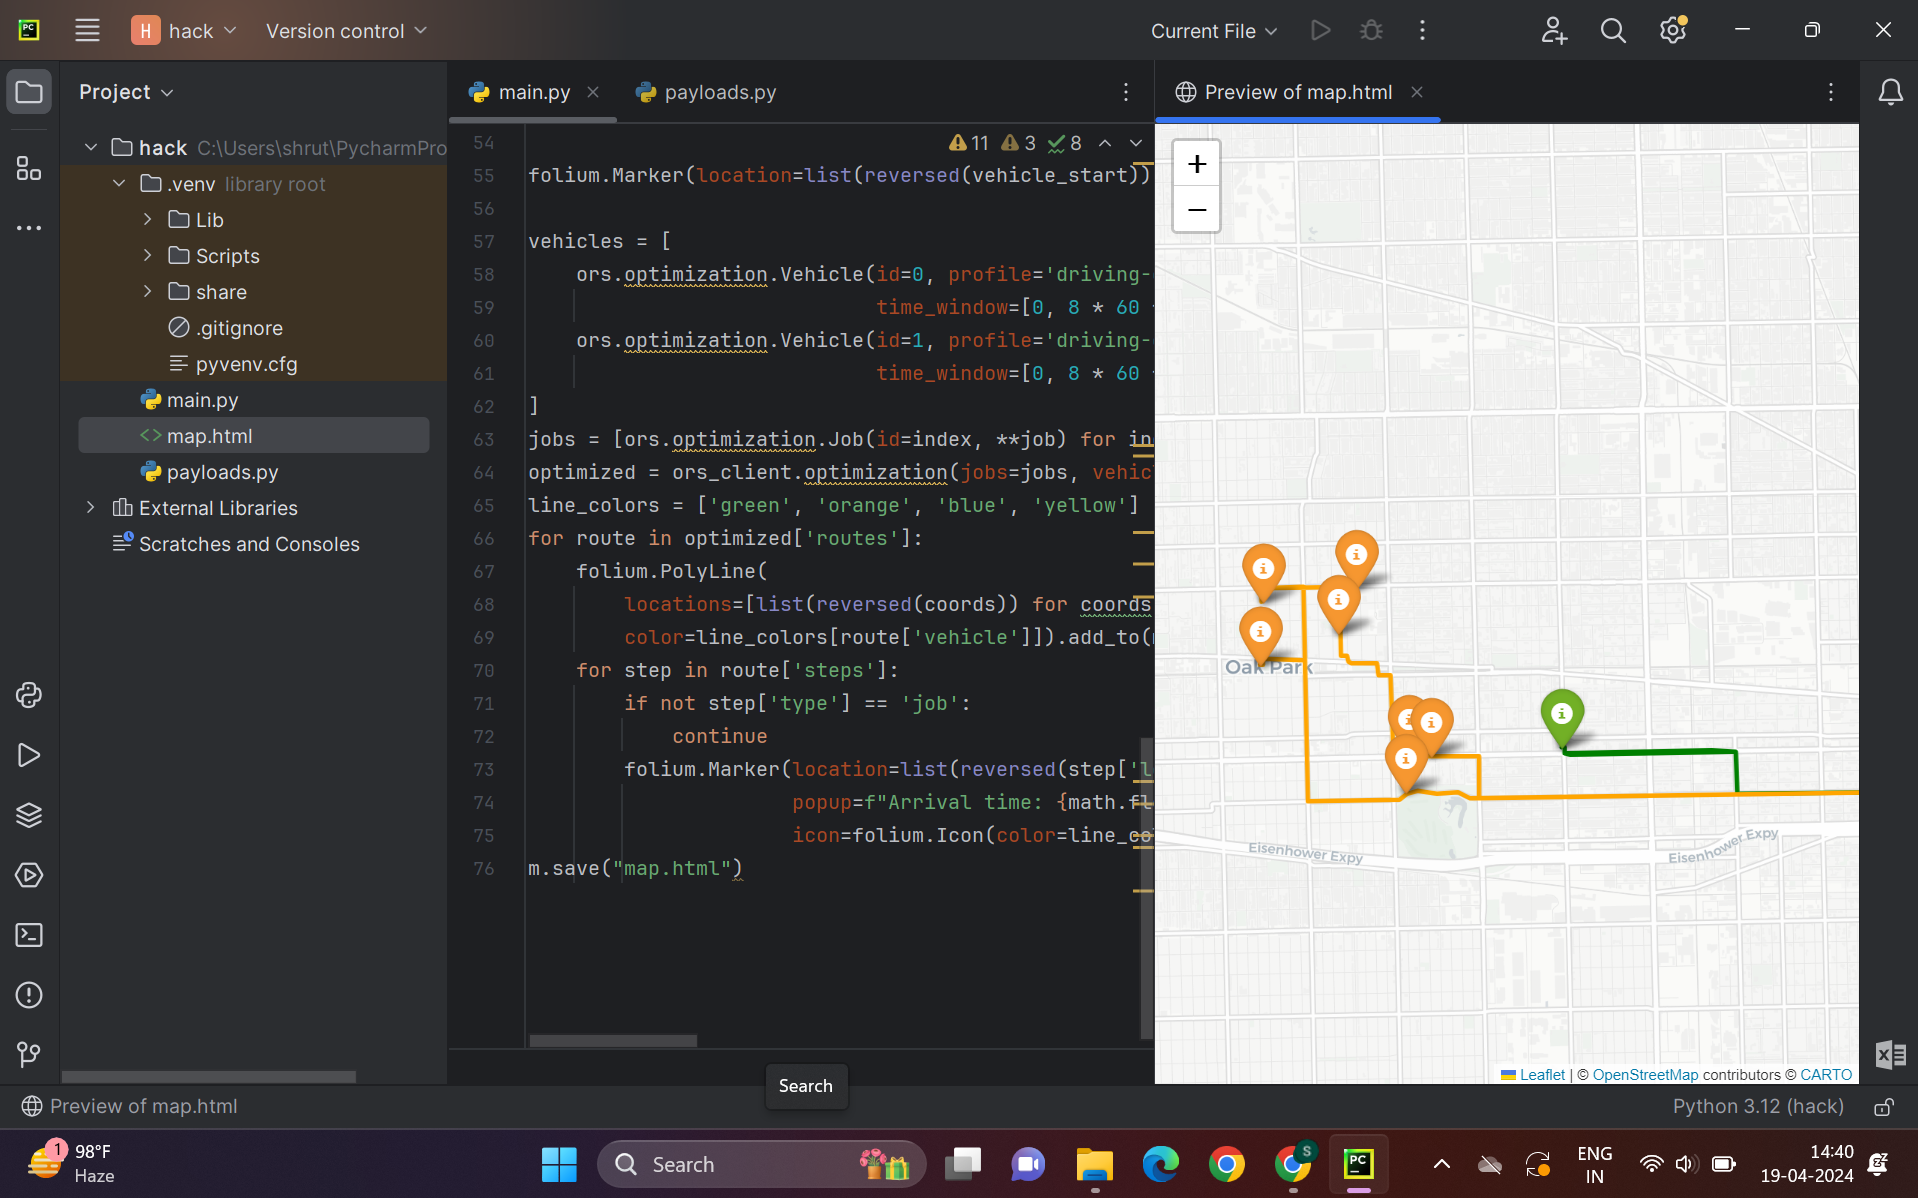 PC
H
hack
Version control
Current File
Project
main.py
payloads.py
Preview of map.html
hack C:\Users\shrut\PycharmPro
.venv library root
Lib
Scripts
share
.gitignore
pyvenv.cfg
main.py
map.html
payloads.py
External Libraries
Scratches and Consoles
11 3 8
54
55 folium.Marker(location=list(reversed(vehicle_start))
56
57 vehicles = [
58 ors.optimization.Vehicle(id=0, profile='driving-
59 time_window=[0, 8 * 60
60 ors.optimization.Vehicle(id=1, profile='driving-
61 time_window=[0, 8 * 60
62 ]
63 jobs = [ors.optimization.Job(id=index, **job) for in
64 optimized = ors_client.optimization(jobs=jobs, vehic
65 line_colors = ['green', 'orange', 'blue', 'yellow']
66 for route in optimized['routes']:
67 folium.PolyLine(
68 locations=[list(reversed(coords)) for coords
69 color=line_colors[route['vehicle']]).add_to(
70 for step in route['steps']:
71 if not step['type'] == 'job':
72 continue
73 folium.Marker(location=list(reversed(step['l
74 popup=f"Arrival time: {math.fl
75 icon=folium.Icon(color=line_co
76 m.save("map.html")
+
−
Oak Park
Eisenhower Expy
Eisenhower Expy
Leaflet | © OpenStreetMap contributors © CARTO
Search
Preview of map.html
Python 3.12 (hack)
1
98°F
Haze
Search
S
PC
ENG
IN
14:40
19-04-2024